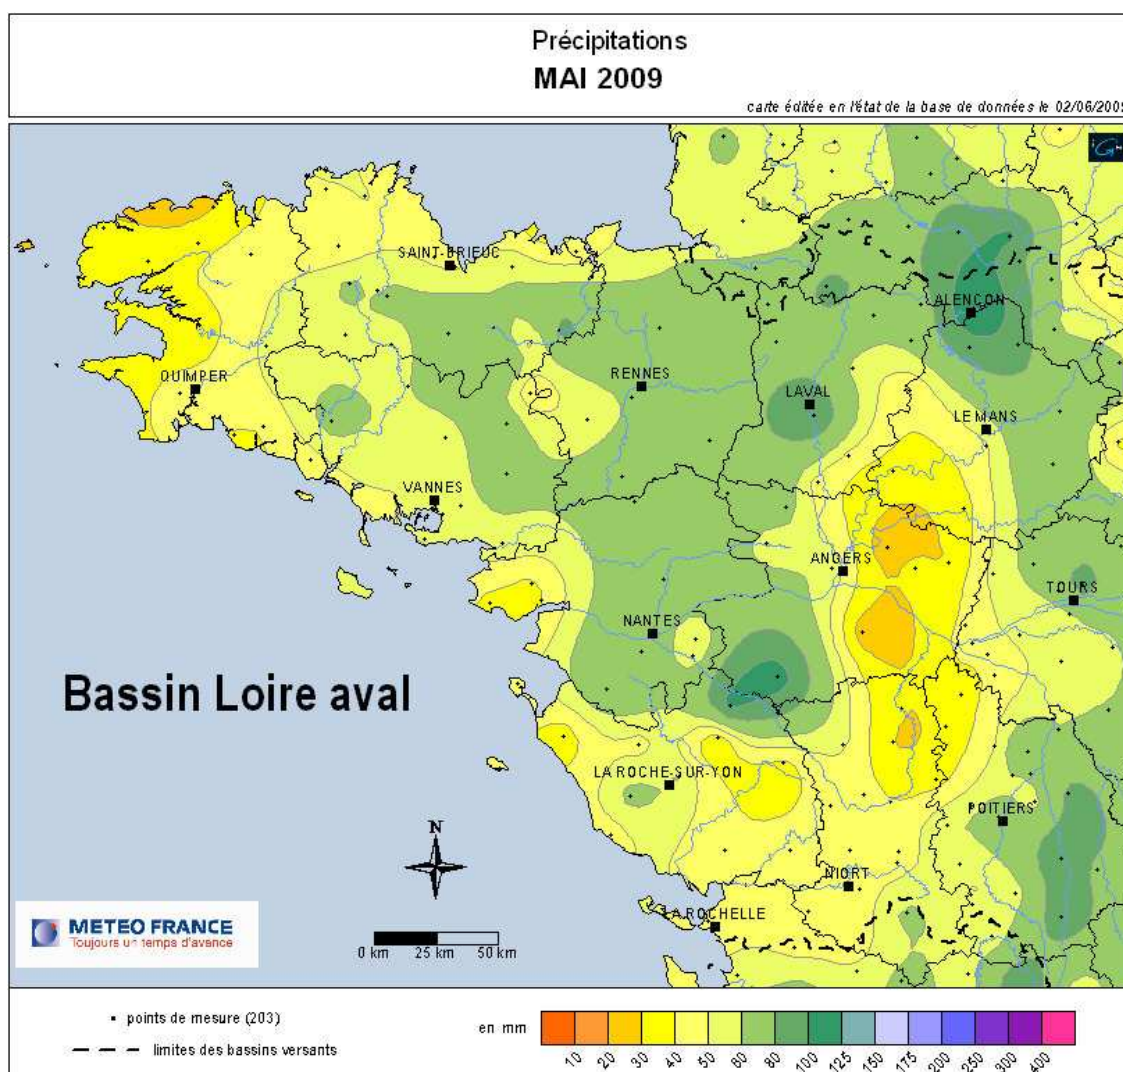 Précipitations
MAI 2009
carte éditée en l'état de la base de données le 02/06/2009
SAINT-BRIEUC
ALENÇON
QUIMPER
RENNES
LAVAL
LE MANS
VANNES
ANGERS
TOURS
NANTES
Bassin Loire aval
LA ROCHE-SUR-YON
POITIERS
N
NIORT
LA ROCHELLE
METEO FRANCE
Toujours un temps d'avance
0 km 25 km 50 km
points de mesure (203)
limites des bassins versants
en mm
10 20 30 40 50 60 80 100 125 150 175 200 250 300 400